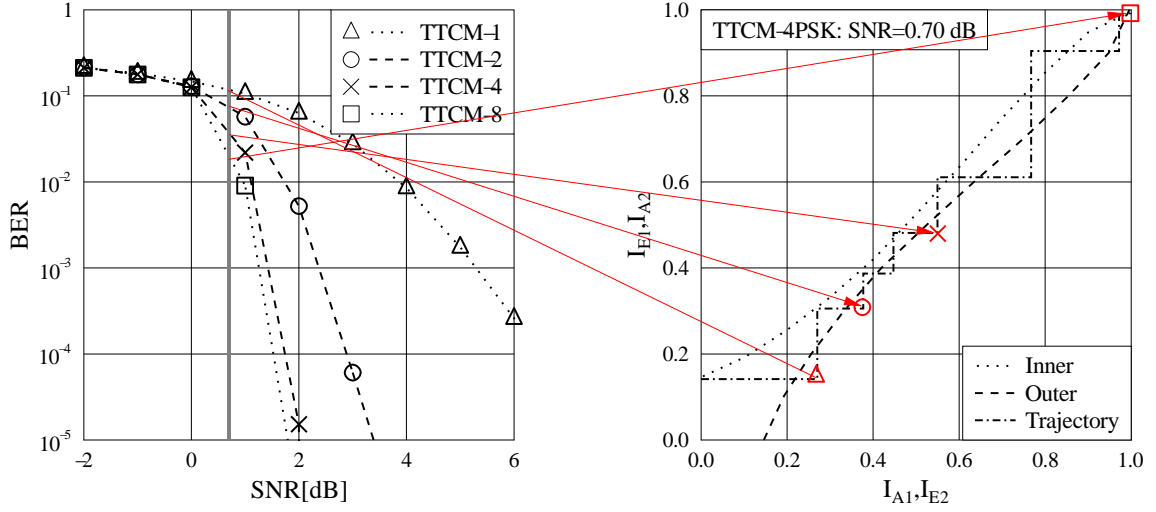 1
10⁻¹
10⁻²
10⁻³
10⁻⁴
10⁻⁵
BER
–2
0
2
4
6
SNR[dB]
TTCM–1
TTCM–2
TTCM–4
TTCM–8
1.0
0.8
0.6
0.4
0.2
0.0
I_E1,I_A2
TTCM-4PSK: SNR=0.70 dB
Inner
Outer
Trajectory
0.0
0.2
0.4
0.6
0.8
1.0
I_A1,I_E2